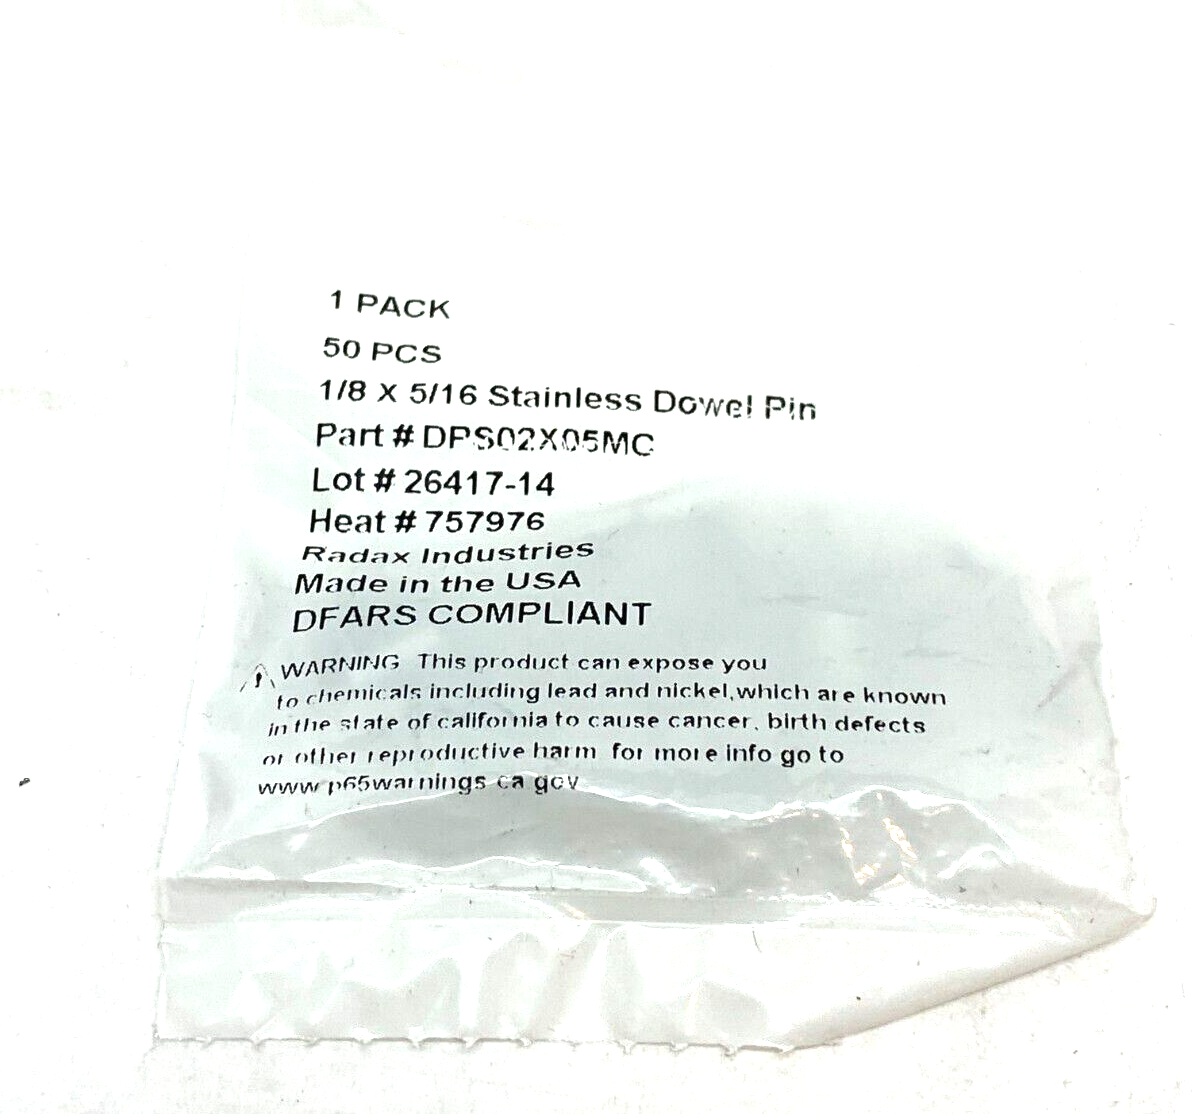 1 PACK
50 PCS
1/8 X 5/16 Stainless Dowel Pin
Part # DPS02X05MC
Lot # 26417-14
Heat # 757976
Radax Industries
Made in the USA
DFARS COMPLIANT
WARNING This product can expose you
to chemicals including lead and nickel,which are known
in the state of california to cause cancer, birth defects
or other reproductive harm for more info go to
www.p65warnings.ca.gov